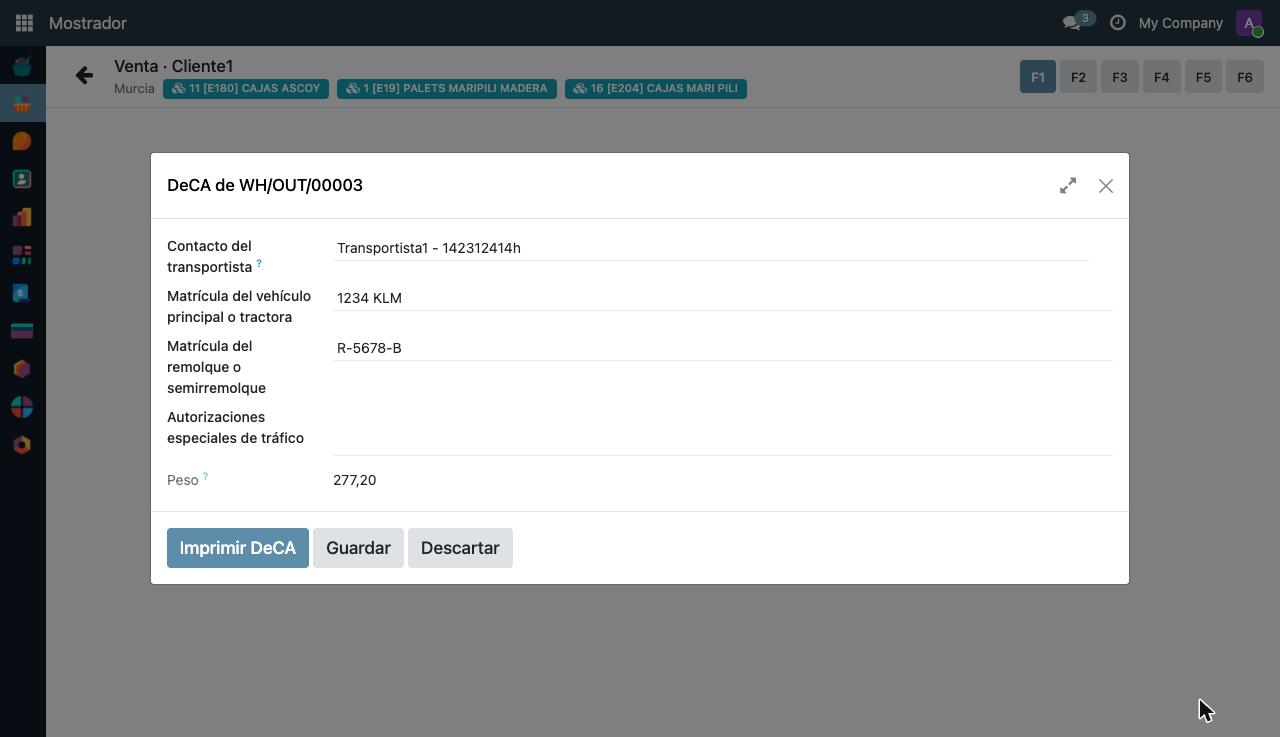 Mostrador
3
My Company
A
Venta · Cliente1
Murcia
11 [E180] CAJAS ASCOY
1 [E19] PALETS MARIPILI MADERA
16 [E204] CAJAS MARI PILI
F1
F2
F3
F4
F5
F6
DeCA de WH/OUT/00003
Contacto del
transportista ?
Transportista1 - 142312414h
Matrícula del vehículo
principal o tractora
1234 KLM
Matrícula del
remolque o
semirremolque
R-5678-B
Autorizaciones
especiales de tráfico
Peso ?
277,20
Imprimir DeCA
Guardar
Descartar